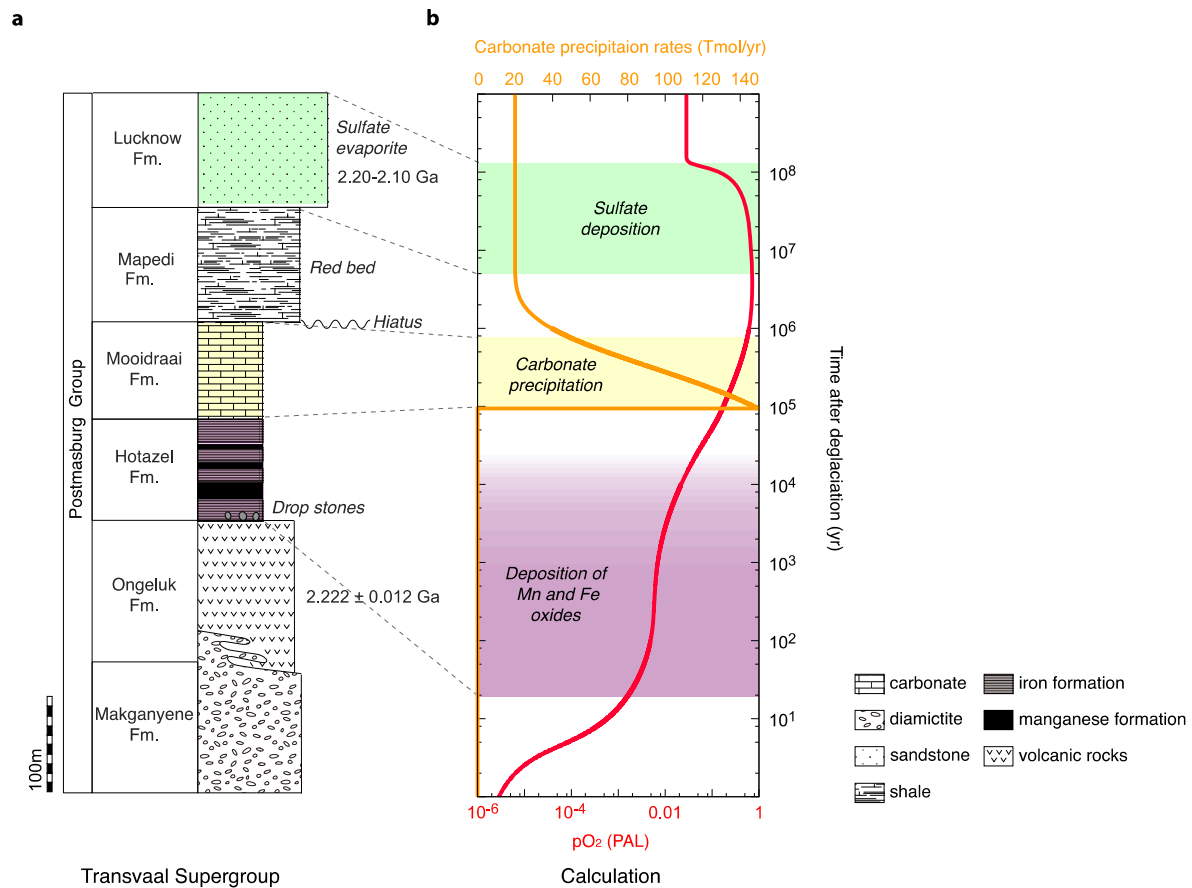 a
b
Carbonate precipitaion rates (Tmol/yr)
0 20 40 60 80 100 120 140
Postmasburg Group
Lucknow
Fm.
Sulfate
evaporite
2.20-2.10 Ga
Mapedi
Fm.
Red bed
Hiatus
Mooidraai
Fm.
Hotazel
Fm.
Drop stones
Ongeluk
Fm.
2.222 ± 0.012 Ga
Makganyene
Fm.
100m
Transvaal Supergroup
Sulfate
deposition
Carbonate
precipitation
Deposition of
Mn and Fe
oxides
10⁸
10⁷
10⁶
10⁵
10⁴
10³
10²
10¹
Time after deglaciation (yr)
10⁻⁶ 10⁻⁴ 0.01 1
pO₂ (PAL)
Calculation
carbonate
diamictite
sandstone
shale
iron formation
manganese formation
volcanic rocks